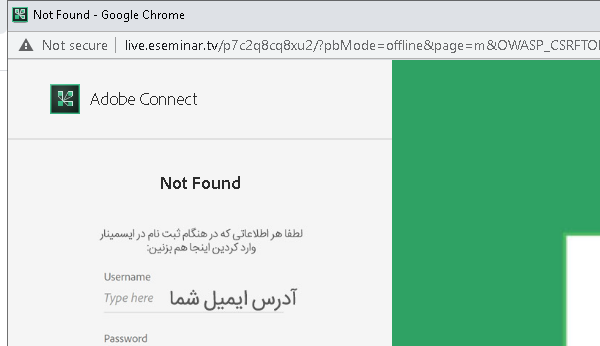 Not Found - Google Chrome
Not secure | live.eseminar.tv/p7c2q8cq8xu2/?pbMode=offline&page=m&OWASP_CSRFTO
Adobe Connect
Not Found
لطفا هر اطلاعاتی که در هنگام ثبت نام در ایسمینار
وارد کردین اینجا هم بزنین:
Username
Type here آدرس ایمیل شما
Password